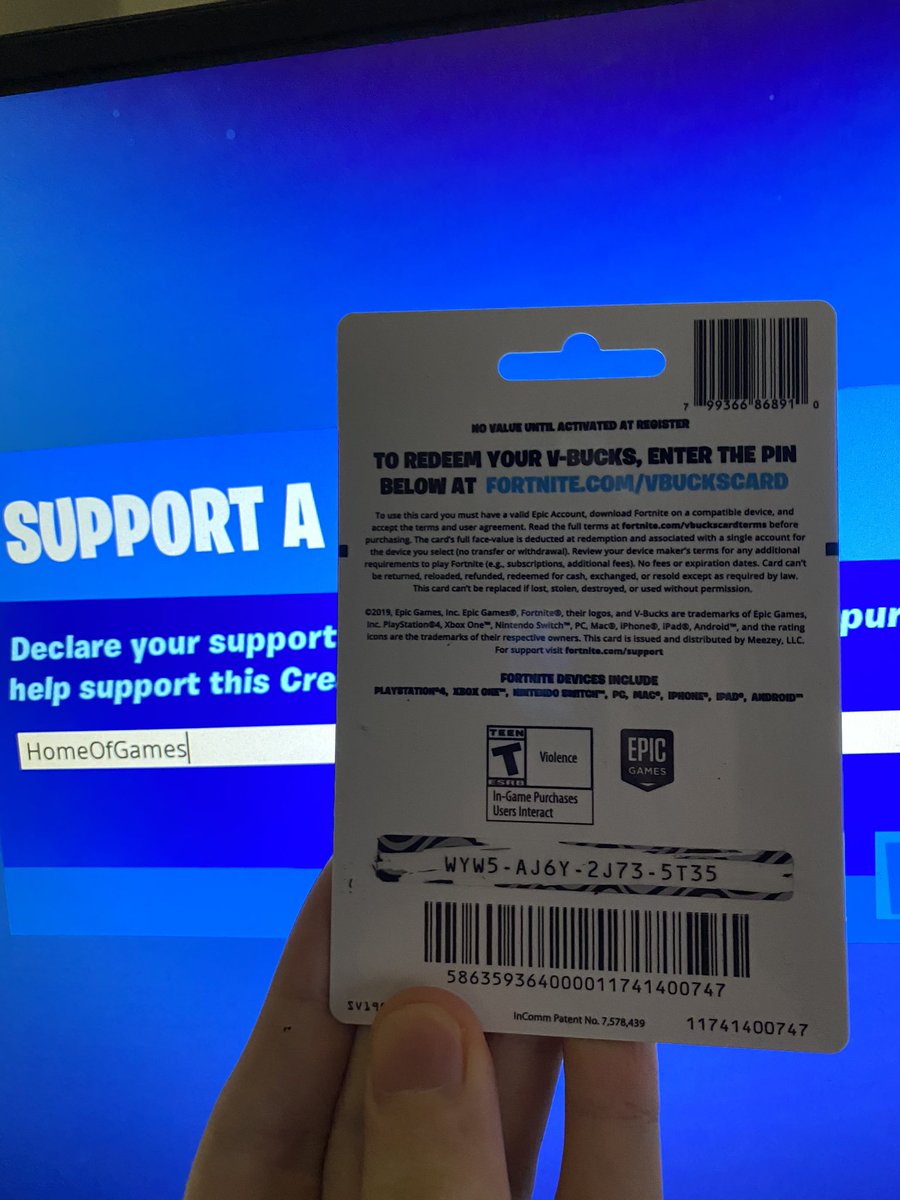 7 99366 86891 0
NO VALUE UNTIL ACTIVATED AT REGISTER
TO REDEEM YOUR V-BUCKS, ENTER THE PIN
BELOW AT FORTNITE.COM/VBUCKSCARD
To use this card you must have a valid Epic Account, download Fortnite on a compatible device, and
accept the terms and user agreement. Read the full terms at fortnite.com/vbuckscardterms before
purchasing. The card's full face-value is deducted at redemption and associated with a single account for
the device you select (no transfer or withdrawal). Review your device maker's terms for any additional
requirements to play Fortnite (e.g., subscriptions, additional fees). No fees or expiration dates. Card can't
be returned, reloaded, refunded, redeemed for cash, exchanged, or resold except as required by law.
This card can't be replaced if lost, stolen, destroyed, or used without permission.
©2019, Epic Games, Inc. Epic Games®, Fortnite®, their logos, and V-Bucks are trademarks of Epic Games,
Inc. PlayStation®4, Xbox One™, Nintendo Switch™, PC, Mac®, iPhone®, iPad®, Android™, and the rating
icons are the trademarks of their respective owners. This card is issued and distributed by Meezey, LLC.
For support visit fortnite.com/support
FORTNITE DEVICES INCLUDE
PLAYSTATION®4, XBOX ONE™, NINTENDO SWITCH™, PC, MAC®, IPHONE®, IPAD®, ANDROID™
TEEN
T
ESRB
Violence
In-Game Purchases
Users Interact
EPIC
GAMES
WYW5-AJ6Y-2J73-5T35
58635936400001174140​0747
InComm Patent No. 7,578,439
11741400747
SUPPORT A
Declare your support
help support this Cre
HomeOfGames
pur